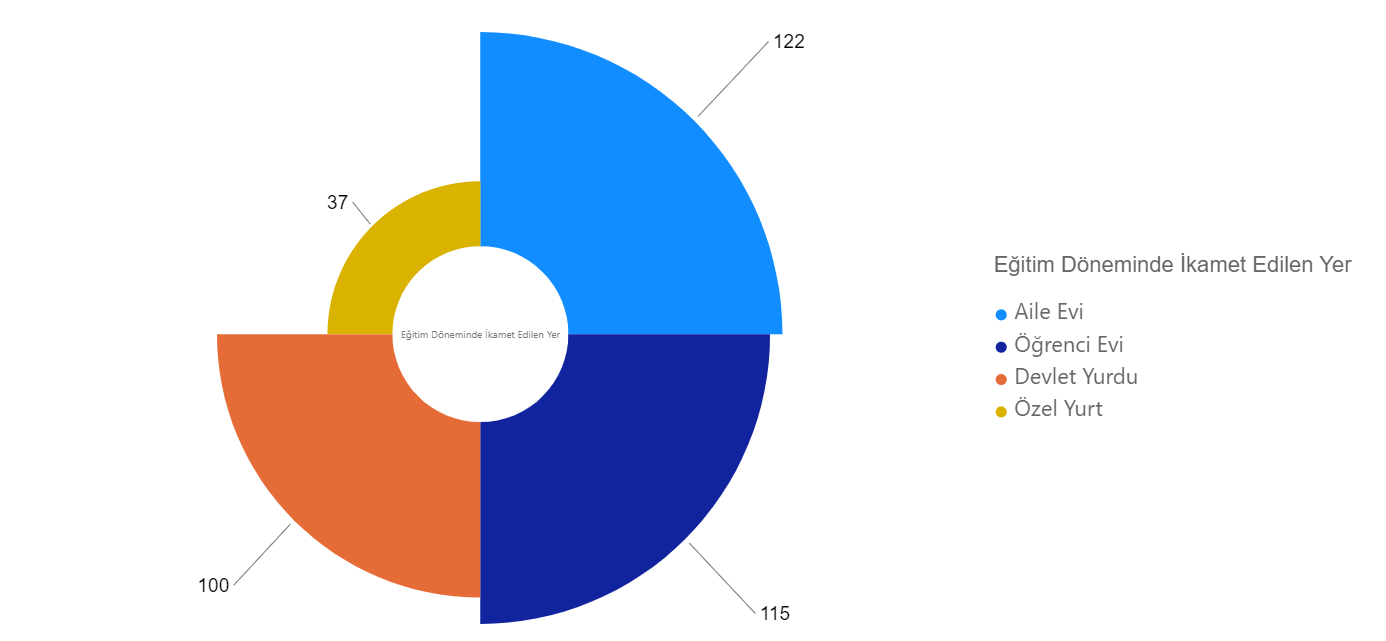 122
37
Eğitim Döneminde İkamet Edilen Yer
100
115
Eğitim Döneminde İkamet Edilen Yer
Aile Evi
Öğrenci Evi
Devlet Yurdu
Özel Yurt